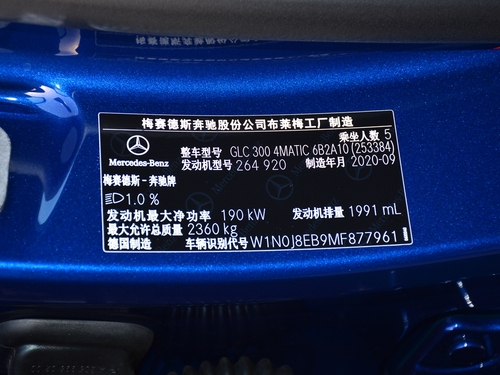 梅赛德斯奔驰股份公司布莱梅工厂制造
乘坐人数 5
Mercedes-Benz
整车型号 GLC 300 4MATIC 6B2A10 (253384)
发动机型号 264 920 制造年月 2020-09
梅赛德斯-奔驰牌
1.0 %
发动机最大净功率 190 kW 发动机排量 1991 mL
最大允许总质量 2360 kg
德国制造 车辆识别代号 W1N0J8EB9MF877961